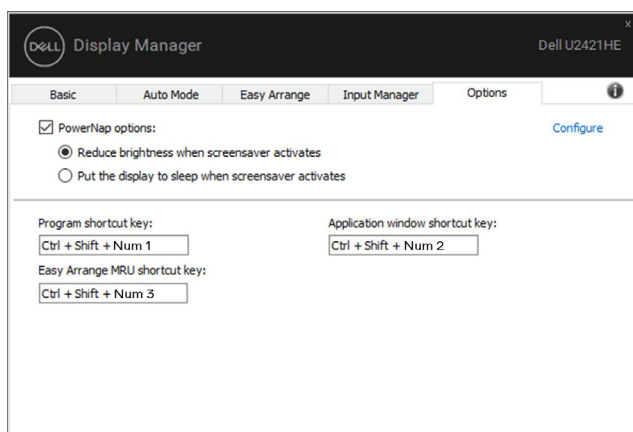 x
DELL Display Manager Dell U2421HE
Basic Auto Mode Easy Arrange Input Manager Options i
PowerNap options: Configure
Reduce brightness when screensaver activates
Put the display to sleep when screensaver activates
Program shortcut key: Application window shortcut key:
Ctrl + Shift + Num 1 Ctrl + Shift + Num 2
Easy Arrange MRU shortcut key:
Ctrl + Shift + Num 3